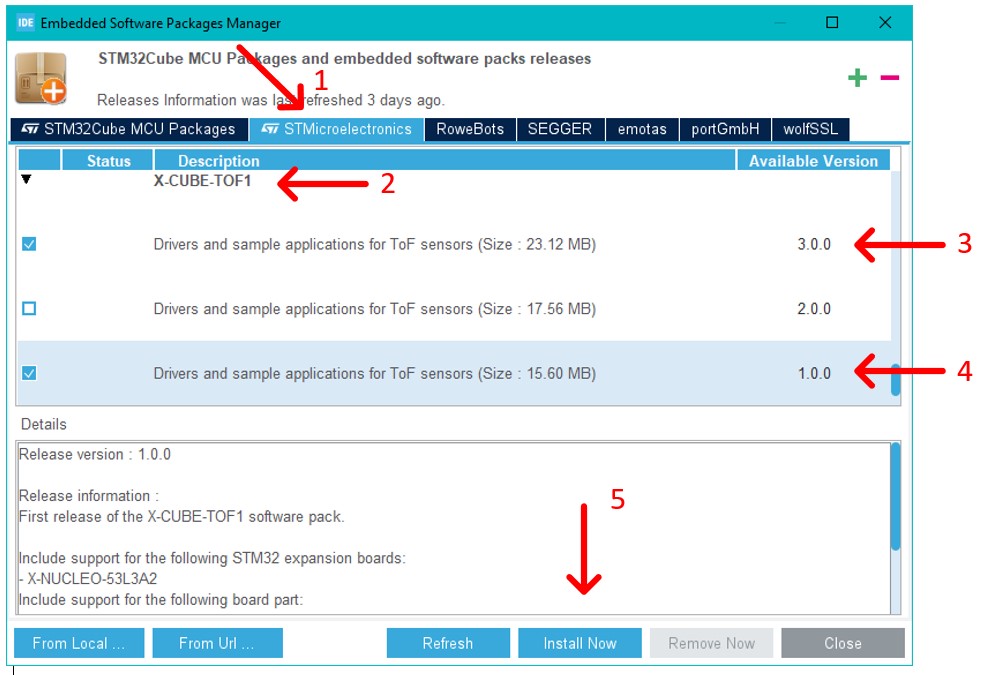 IDE Embedded Software Packages Manager
STM32Cube MCU Packages and embedded software packs releases
1
Releases Information was last refreshed 3 days ago.
STM32Cube MCU Packages STMicroelectronics RoweBots SEGGER emotas portGmbH wolfSSL
Status Description Available Version
X-CUBE-TOF1 2
Drivers and sample applications for ToF sensors (Size : 23.12 MB) 3.0.0 3
Drivers and sample applications for ToF sensors (Size : 17.56 MB) 2.0.0
Drivers and sample applications for ToF sensors (Size : 15.60 MB) 1.0.0 4
Details
Release version : 1.0.0
Release information :
First release of the X-CUBE-TOF1 software pack.
5
Include support for the following STM32 expansion boards:
- X-NUCLEO-53L3A2
Include support for the following board part:
From Local ... From Url ... Refresh Install Now Remove Now Close